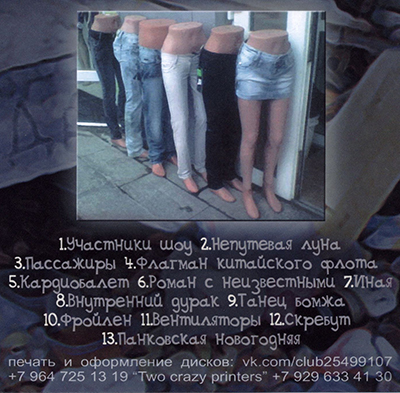 1.Участники шоу 2.Непутевая луна
3.Пассажиры 4.Флагман китайского флота
5.Кардиобалет 6.Роман с неизвестными 7.Иная
8.Внутренний дурак 9.Танец бомжа
10.Фройлен 11.Вентиляторы 12.Скребут
13.Панковская новогодняя
печать и оформление дисков: vk.com/club25499107
+7 964 725 13 19 "Two crazy printers" +7 929 633 41 30